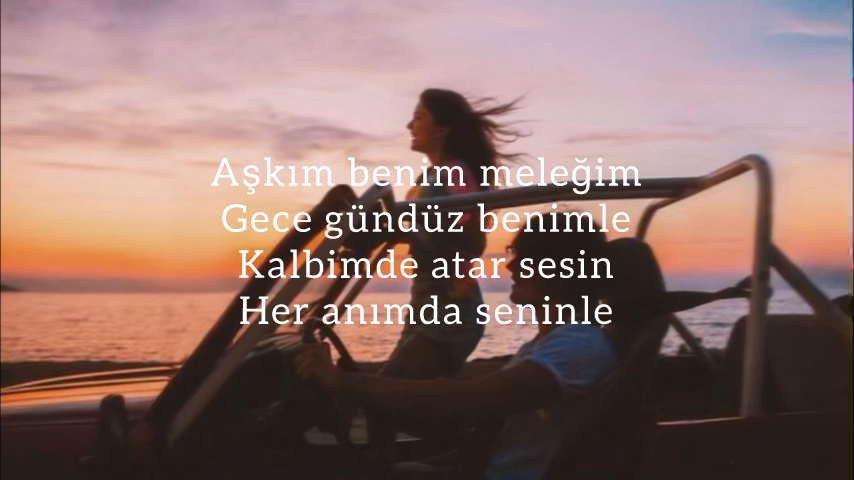 Aşkım benim meleğim
Gece gündüz benimle
Kalbimde atar sesin
Her anımda seninle